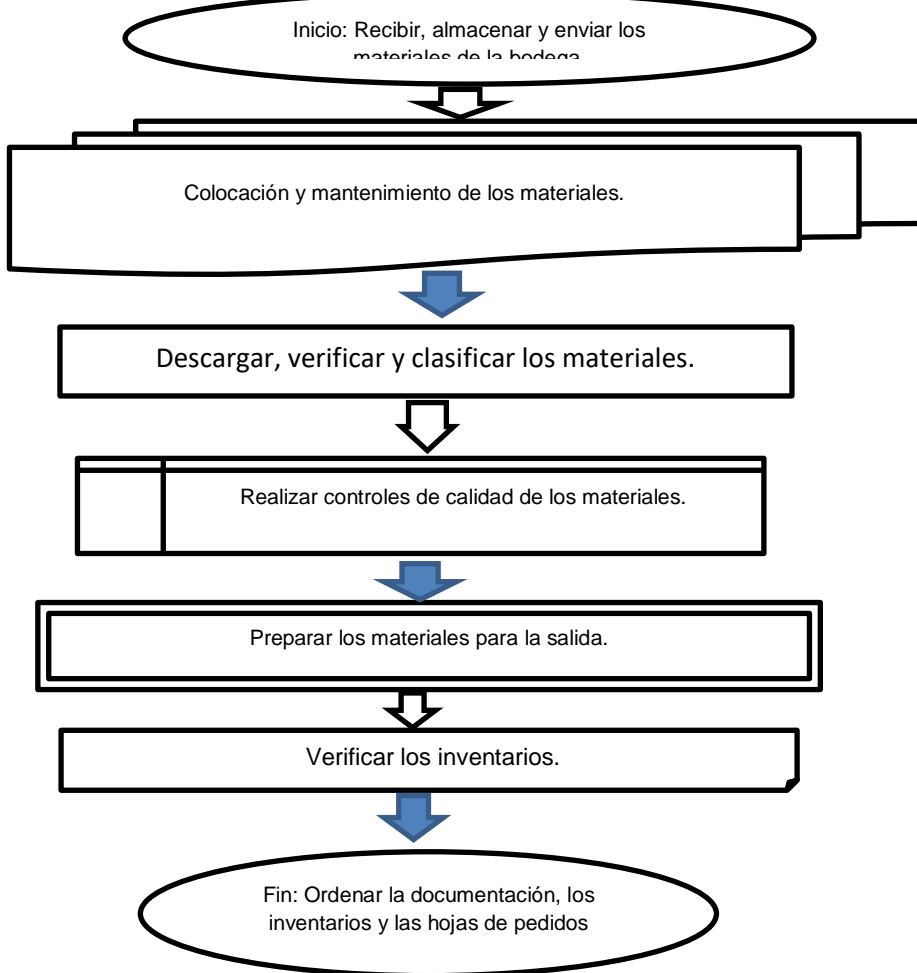 Inicio: Recibir, almacenar y enviar los
materiales de la bodega
Colocación y mantenimiento de los materiales.
Descargar, verificar y clasificar los materiales.
Realizar controles de calidad de los materiales.
Preparar los materiales para la salida.
Verificar los inventarios.
Fin: Ordenar la documentación, los
inventarios y las hojas de pedidos